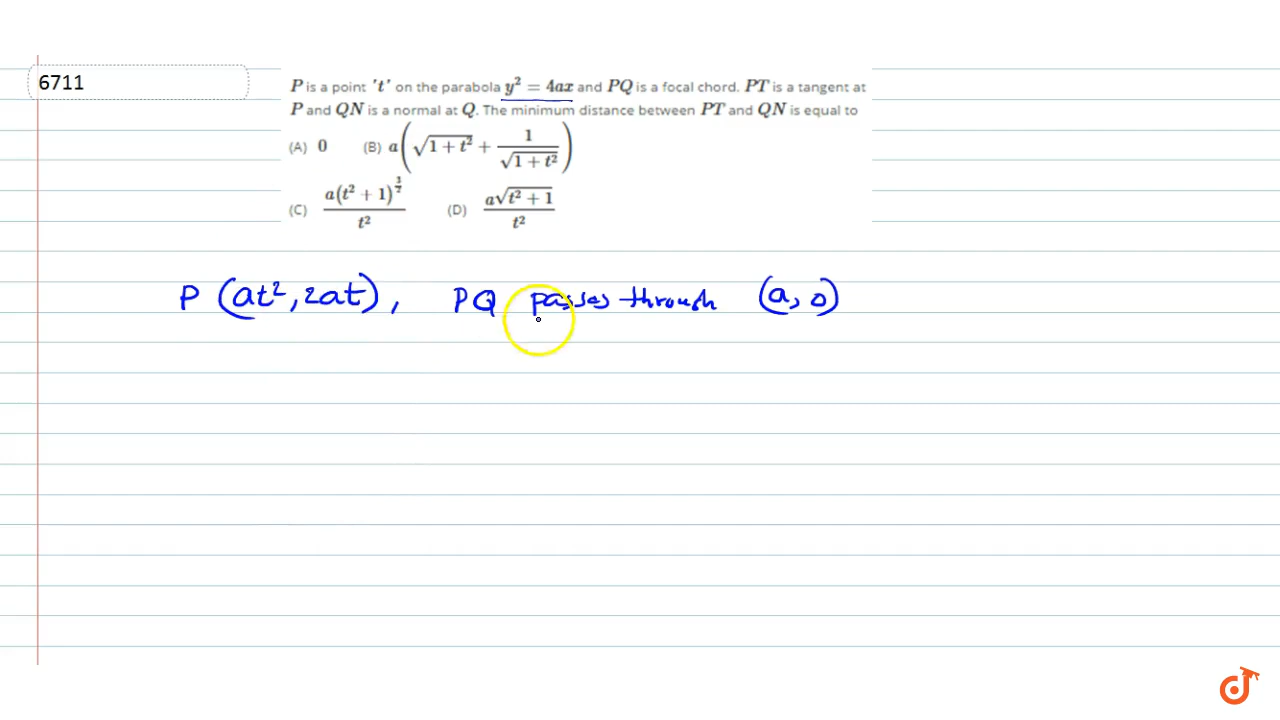 6711
P is a point 't' on the parabola y² = 4ax and PQ is a focal chord. PT is a tangent at
P and QN is a normal at Q. The minimum distance between PT and QN is equal to
(A) 0 (B) a(√(1 + t²) + 1/√(1 + t²))
(C) a(t² + 1)^(3/2)/t² (D) a√(t² + 1)/t²
P (at², 2at), PQ passes through (a, 0)